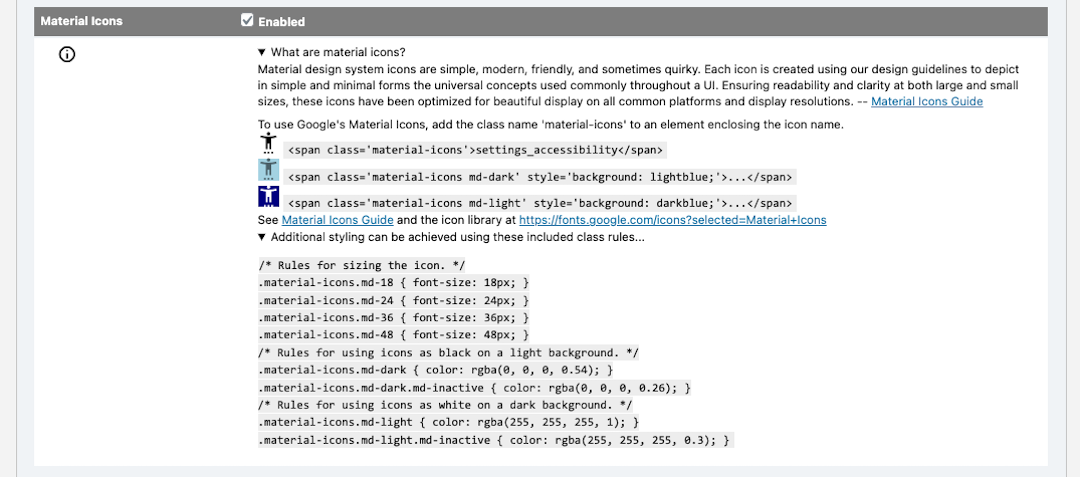 Material Icons
Enabled
▼ What are material icons?
Material design system icons are simple, modern, friendly, and sometimes quirky. Each icon is created using our design guidelines to depict
in simple and minimal forms the universal concepts used commonly throughout a UI. Ensuring readability and clarity at both large and small
sizes, these icons have been optimized for beautiful display on all common platforms and display resolutions. -- Material Icons Guide
To use Google's Material Icons, add the class name 'material-icons' to an element enclosing the icon name.
<span class='material-icons'>settings_accessibility</span>
<span class='material-icons md-dark' style='background: lightblue;'>...</span>
<span class='material-icons md-light' style='background: darkblue;'>...</span>
See Material Icons Guide and the icon library at https://fonts.google.com/icons?selected=Material+Icons
▼ Additional styling can be achieved using these included class rules...
/* Rules for sizing the icon. */
.material-icons.md-18 { font-size: 18px; }
.material-icons.md-24 { font-size: 24px; }
.material-icons.md-36 { font-size: 36px; }
.material-icons.md-48 { font-size: 48px; }
/* Rules for using icons as black on a light background. */
.material-icons.md-dark { color: rgba(0, 0, 0, 0.54); }
.material-icons.md-dark.md-inactive { color: rgba(0, 0, 0, 0.26); }
/* Rules for using icons as white on a dark background. */
.material-icons.md-light { color: rgba(255, 255, 255, 1); }
.material-icons.md-light.md-inactive { color: rgba(255, 255, 255, 0.3); }